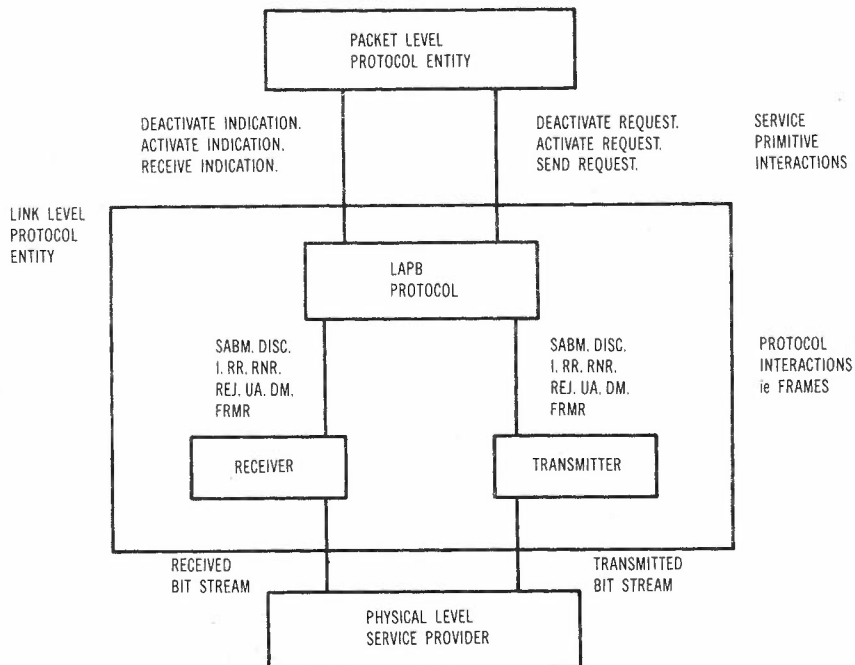 PACKET LEVEL
PROTOCOL ENTITY
DEACTIVATE INDICATION.
ACTIVATE INDICATION.
RECEIVE INDICATION.
DEACTIVATE REQUEST.
ACTIVATE REQUEST.
SEND REQUEST.
SERVICE
PRIMITIVE
INTERACTIONS
LINK LEVEL
PROTOCOL
ENTITY
LAPB
PROTOCOL
SABM. DISC.
I. RR. RNR.
REJ. UA. DM.
FRMR
SABM. DISC.
I. RR. RNR.
REJ. UA. DM.
FRMR
PROTOCOL
INTERACTIONS
ie FRAMES
RECEIVER
TRANSMITTER
RECEIVED
BIT STREAM
TRANSMITTED
BIT STREAM
PHYSICAL LEVEL
SERVICE PROVIDER